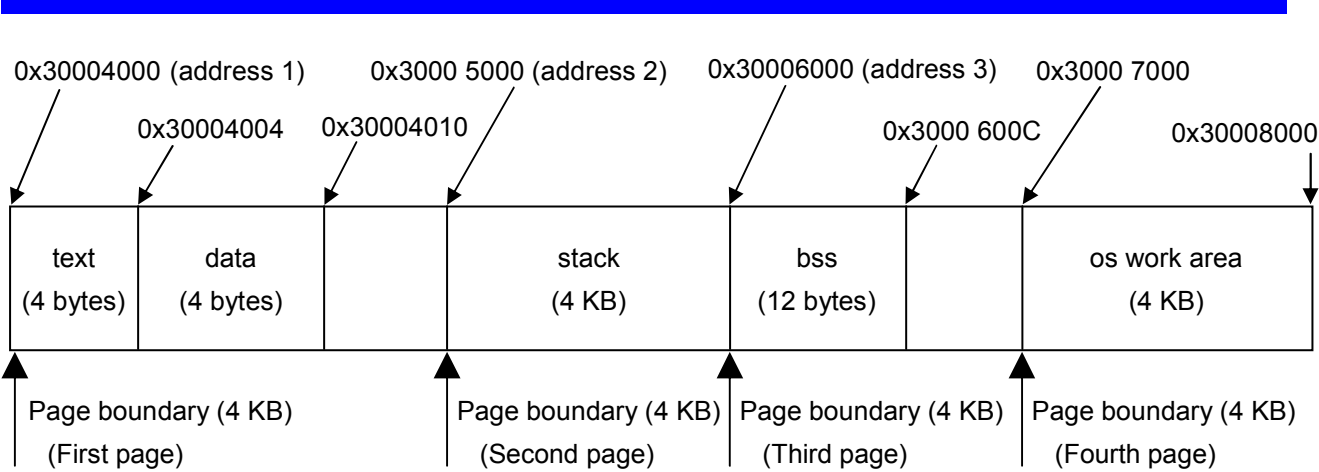 0x30004000 (address 1) 0x3000 5000 (address 2) 0x30006000 (address 3) 0x3000 7000
0x30004004 0x30004010 0x3000 600C 0x30008000
text data stack bss os work area
(4 bytes) (4 bytes) (4 KB) (12 bytes) (4 KB)
Page boundary (4 KB) Page boundary (4 KB) Page boundary (4 KB) Page boundary (4 KB)
(First page) (Second page) (Third page) (Fourth page)